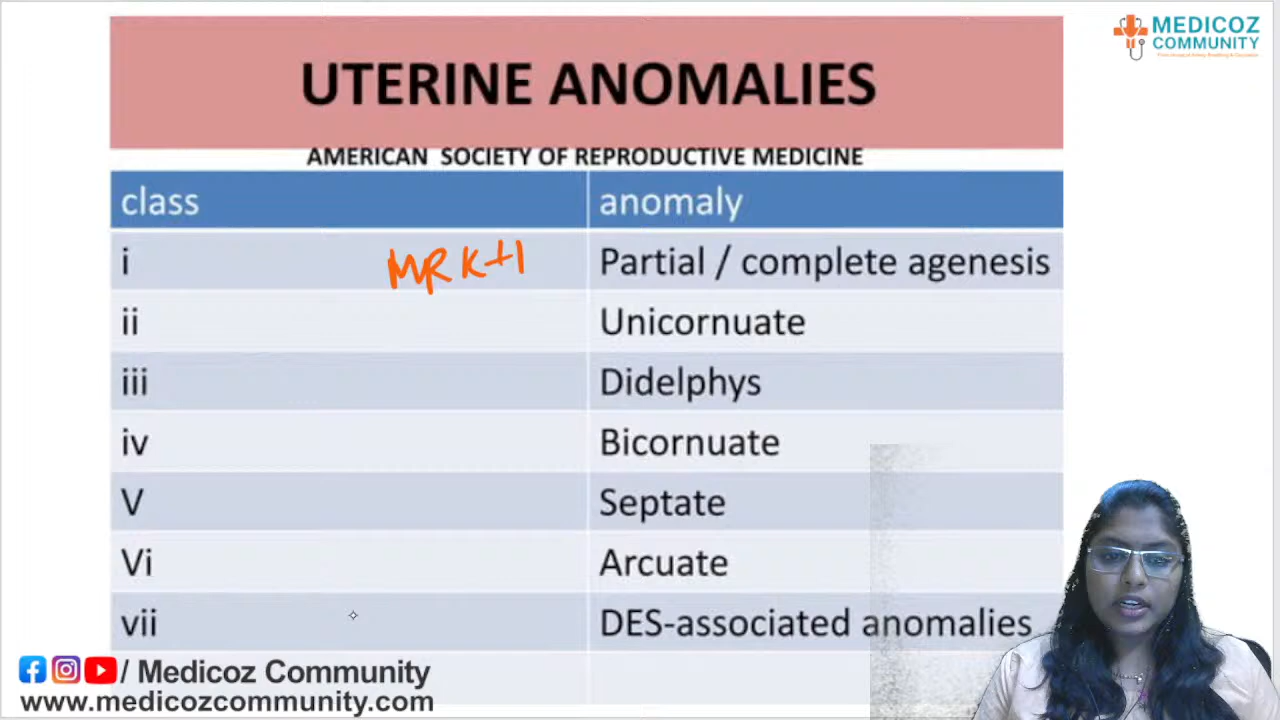 MEDICOZ
COMMUNITY
UTERINE ANOMALIES
AMERICAN SOCIETY OF REPRODUCTIVE MEDICINE
class anomaly
i MRKH Partial / complete agenesis
ii Unicornuate
iii Didelphys
iv Bicornuate
V Septate
Vi Arcuate
vii DES-associated anomalies
/ Medicoz Community
www.medicozcommunity.com